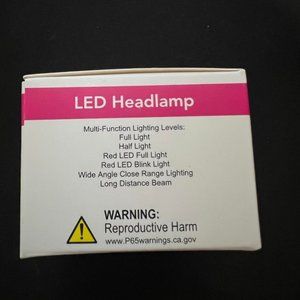 LED Headlamp
Multi-Function Lighting Levels:
Full Light
Half Light
Red LED Full Light
Red LED Blink Light
Wide Angle Close Range Lighting
Long Distance Beam
WARNING:
Reproductive Harm
www.P65warnings.ca.gov